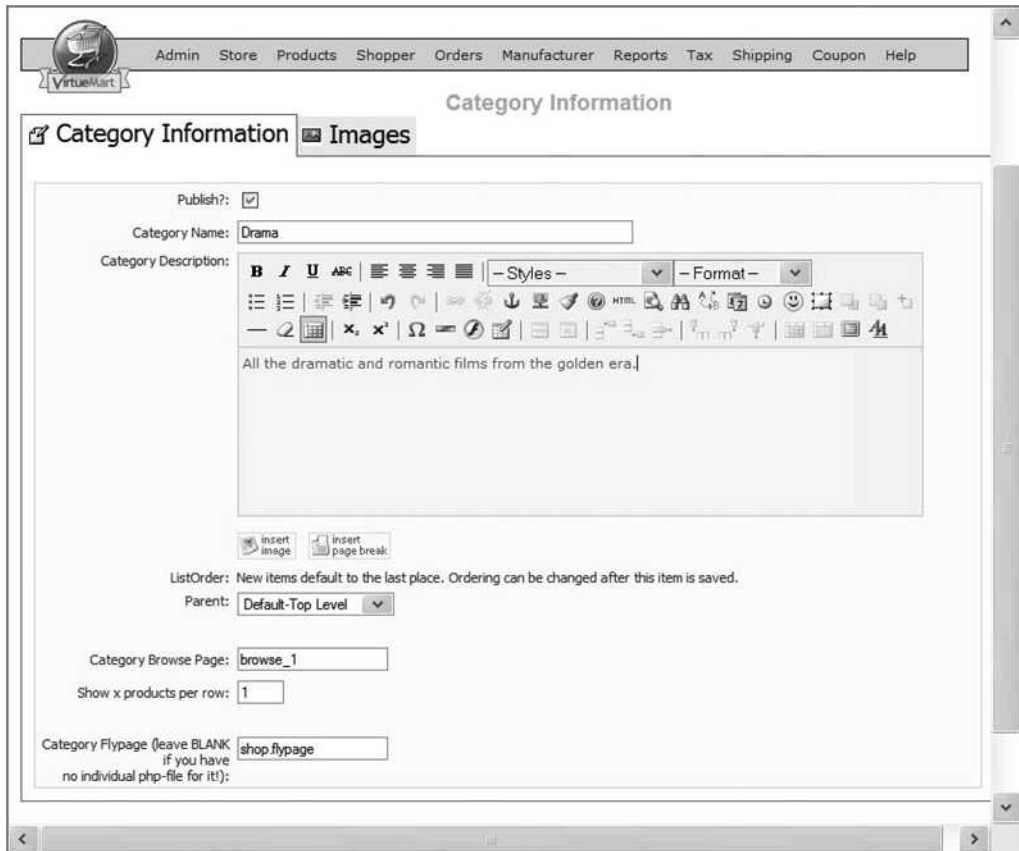 VirtueMart
Admin Store Products Shopper Orders Manufacturer Reports Tax Shipping Coupon Help
Category Information
Category Information Images
Publish?:
Category Name: Drama
Category Description:
B I U ABC – Styles – – Format –
HTML
All the dramatic and romantic films from the golden era.
insert image insert page break
ListOrder: New items default to the last place. Ordering can be changed after this item is saved.
Parent: Default-Top Level
Category Browse Page: browse_1
Show x products per row: 1
Category Flypage (leave BLANK
if you have
no individual php-file for it!): shop.flypage